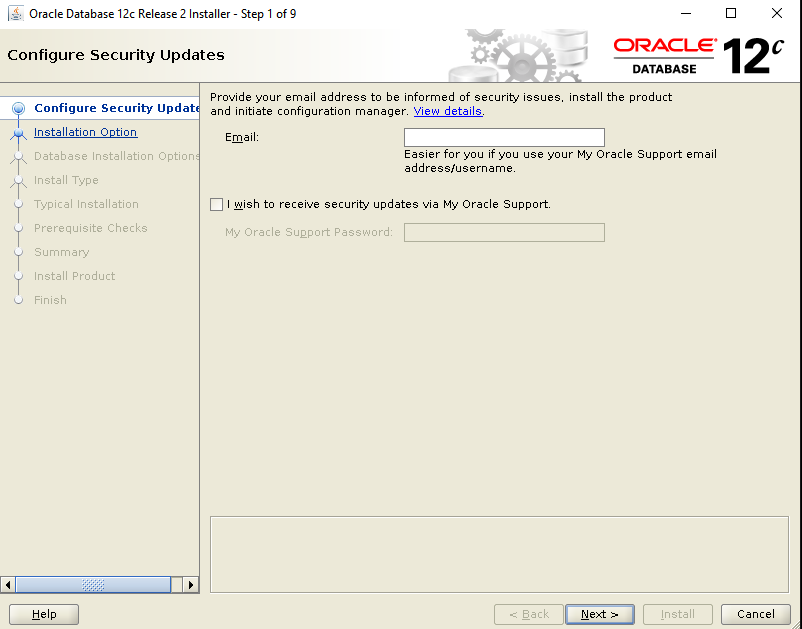 Oracle Database 12c Release 2 Installer - Step 1 of 9
Configure Security Updates
ORACLE®
DATABASE
12c
Configure Security Update
Installation Option
Database Installation Options
Install Type
Typical Installation
Prerequisite Checks
Summary
Install Product
Finish
Provide your email address to be informed of security issues, install the product
and initiate configuration manager. View details.
Email:
Easier for you if you use your My Oracle Support email
address/username.
I wish to receive security updates via My Oracle Support.
My Oracle Support Password:
Help
< Back
Next >
Install
Cancel